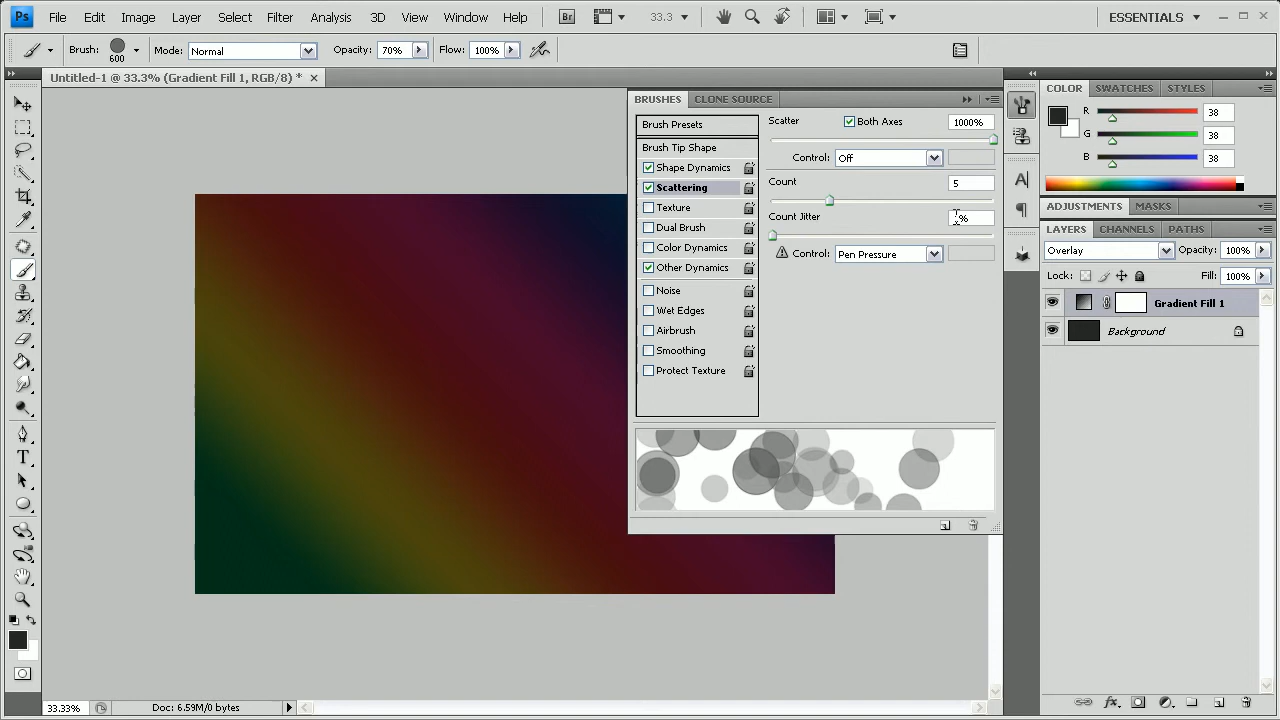 Ps File Edit Image Layer Select Filter Analysis 3D View Window Help Br 33.3 ESSENTIALS
Brush: 600 Mode: Normal Opacity: 70% Flow: 100%
Untitled-1 @ 33.3% (Gradient Fill 1, RGB/8) *
BRUSHES CLONE SOURCE
Brush Presets
Brush Tip Shape
Shape Dynamics
Scattering
Texture
Dual Brush
Color Dynamics
Other Dynamics
Noise
Wet Edges
Airbrush
Smoothing
Protect Texture
Scatter Both Axes 1000%
Control: Off
Count 5
Count Jitter %
Control: Pen Pressure
COLOR SWATCHES STYLES
R 38
G 38
B 38
ADJUSTMENTS MASKS
LAYERS CHANNELS PATHS
Overlay Opacity: 100%
Lock: Fill: 100%
Gradient Fill 1
Background
33.33% Doc: 6.59M/0 bytes